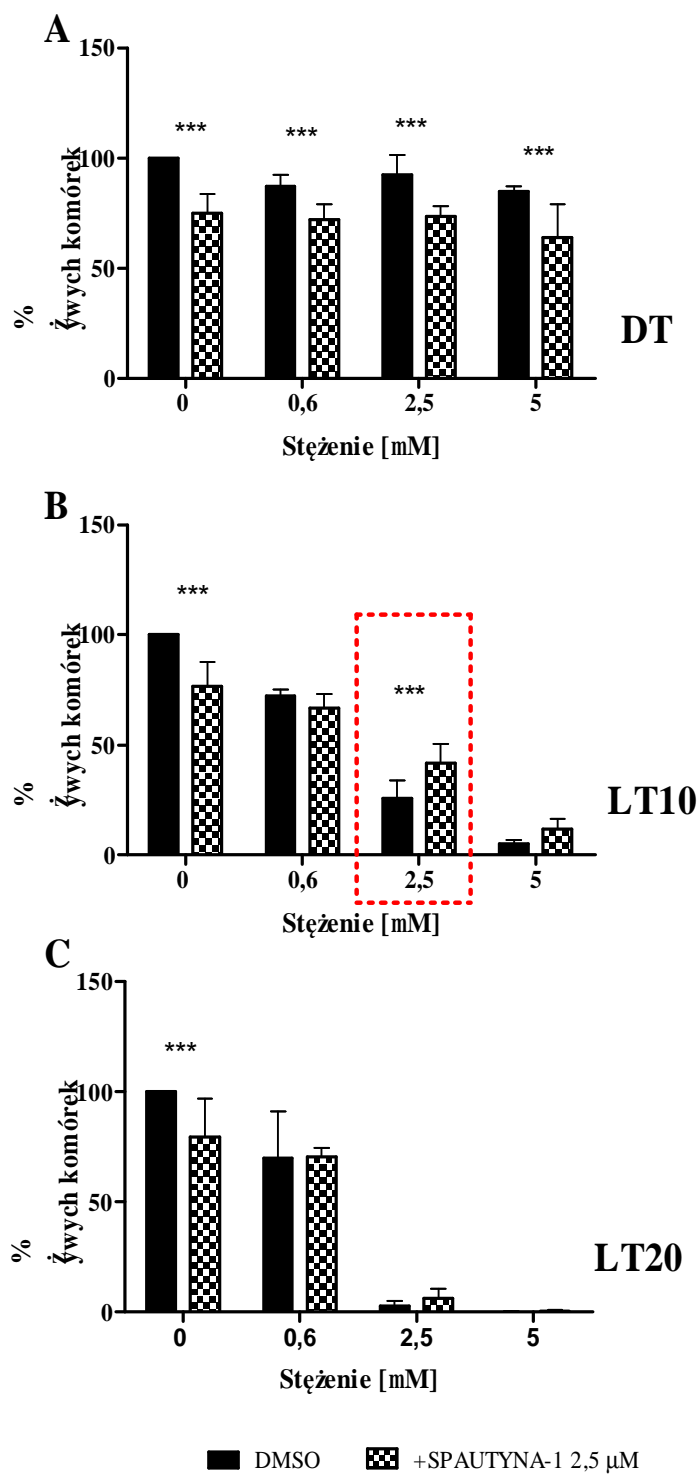 A
150
***
***
***
***
100
50
0
% żywych komórek
0 0,6 2,5 5
Stężenie [mM]
DT
B
150
***
100
***
50
0
% żywych komórek
0 0,6 2,5 5
Stężenie [mM]
LT10
C
150
***
100
50
0
% żywych komórek
0 0,6 2,5 5
Stężenie [mM]
LT20
DMSO +SPAUTYNA-1 2,5 µM